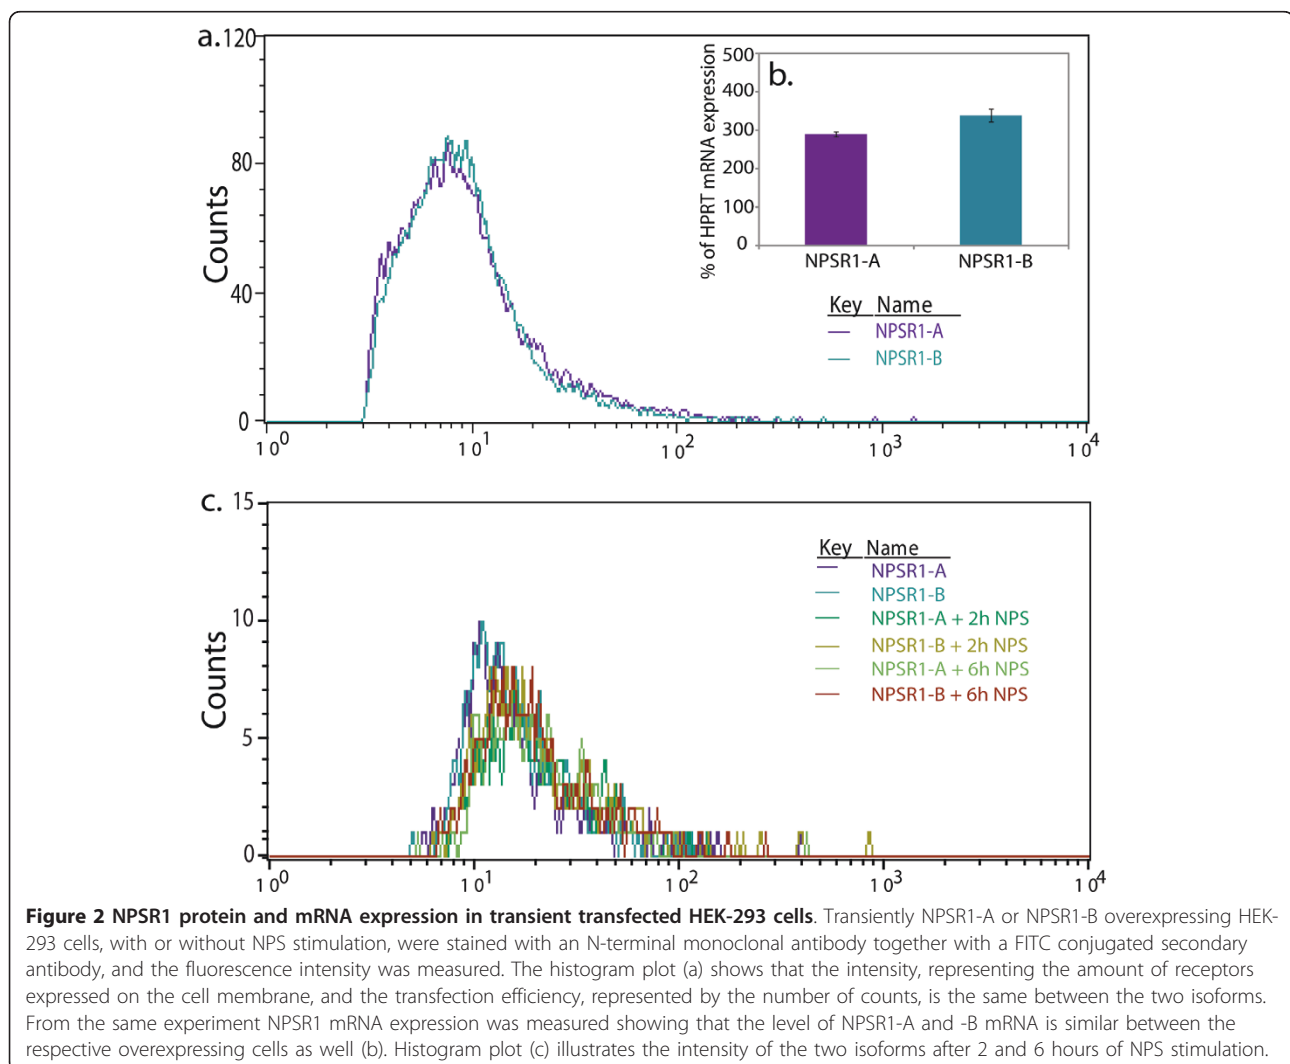 a.
120
80
40
0
Counts
10^0
10^1
10^2
10^3
10^4
b.
% of HPRT mRNA expression
500
400
300
200
100
0
NPSR1-A NPSR1-B
Key Name
NPSR1-A
NPSR1-B
c.
15
10
5
0
Counts
10^0
10^1
10^2
10^3
10^4
Key Name
NPSR1-A
NPSR1-B
NPSR1-A + 2h NPS
NPSR1-B + 2h NPS
NPSR1-A + 6h NPS
NPSR1-B + 6h NPS
Figure 2 NPSR1 protein and mRNA expression in transient transfected HEK-293 cells. Transiently NPSR1-A or NPSR1-B overexpressing HEK-
293 cells, with or without NPS stimulation, were stained with an N-terminal monoclonal antibody together with a FITC conjugated secondary
antibody, and the fluorescence intensity was measured. The histogram plot (a) shows that the intensity, representing the amount of receptors
expressed on the cell membrane, and the transfection efficiency, represented by the number of counts, is the same between the two isoforms.
From the same experiment NPSR1 mRNA expression was measured showing that the level of NPSR1-A and -B mRNA is similar between the
respective overexpressing cells as well (b). Histogram plot (c) illustrates the intensity of the two isoforms after 2 and 6 hours of NPS stimulation.